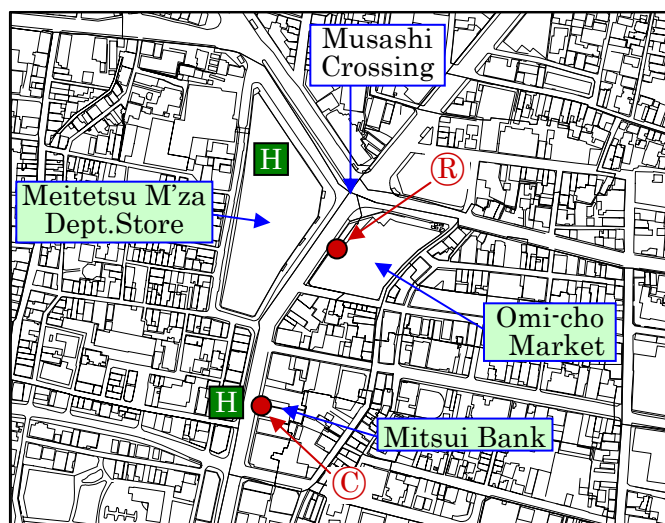 Musashi
Crossing
H
R
Meitetsu M'za
Dept.Store
Omi-cho
Market
H
Mitsui Bank
C